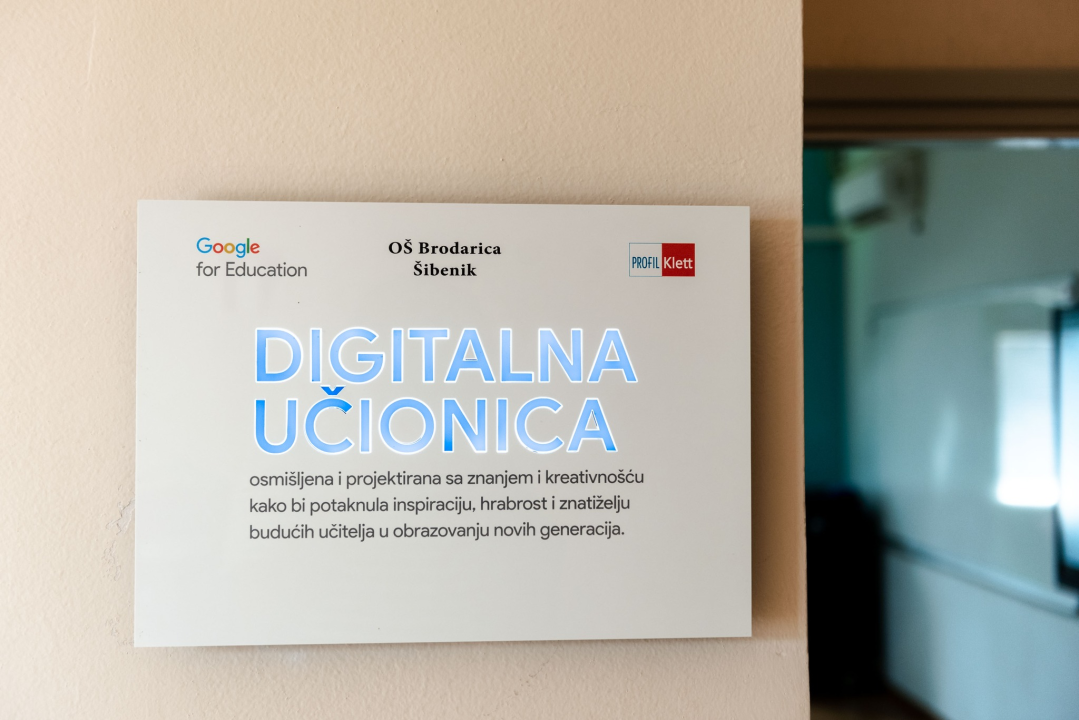 Google
for Education
OŠ Brodarica
Šibenik
PROFIL Klett
DIGITALNA
UČIONICA
osmišljena i projektirana sa znanjem i kreativnošću
kako bi potaknula inspiraciju, hrabrost i znatiželju
budućih učitelja u obrazovanju novih generacija.